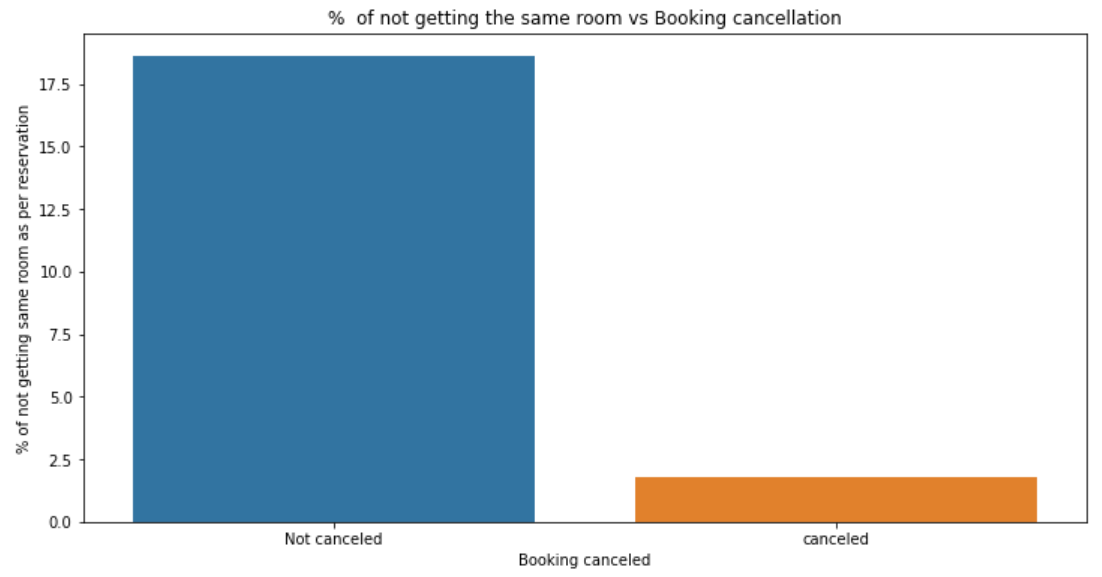 %  of not getting the same room vs Booking cancellation
% of not getting same room as per reservation
17.5
15.0
12.5
10.0
7.5
5.0
2.5
0.0
Not canceled
canceled
Booking canceled